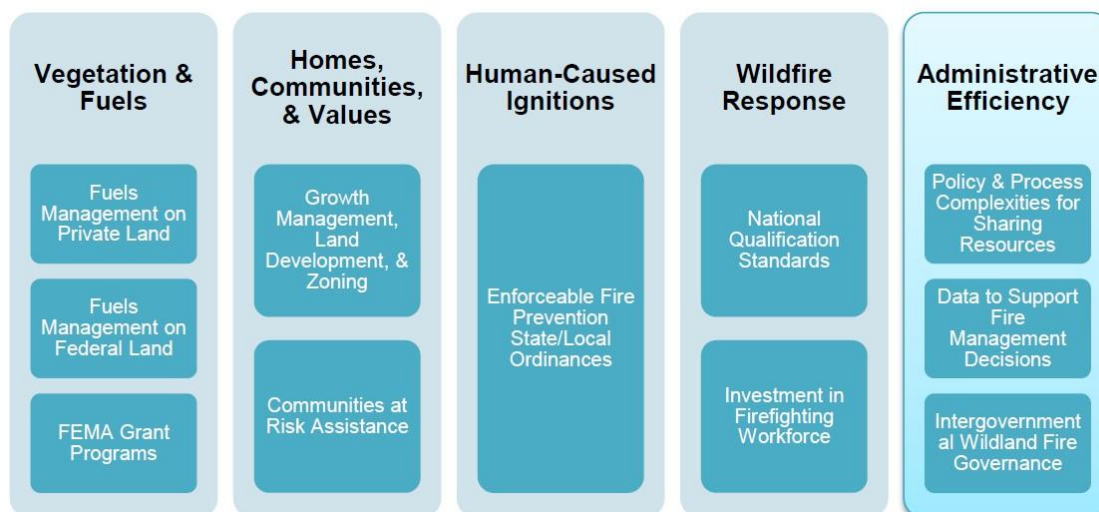 Vegetation &
Fuels
Fuels
Management on
Private Land
Fuels
Management on
Federal Land
FEMA Grant
Programs
Homes,
Communities,
& Values
Growth
Management,
Land
Development, &
Zoning
Communities at
Risk Assistance
Human-Caused
Ignitions
Enforceable Fire
Prevention
State/Local
Ordinances
Wildfire
Response
National
Qualification
Standards
Investment in
Firefighting
Workforce
Administrative
Efficiency
Policy & Process
Complexities for
Sharing
Resources
Data to Support
Fire
Management
Decisions
Intergovernment
al Wildland Fire
Governance